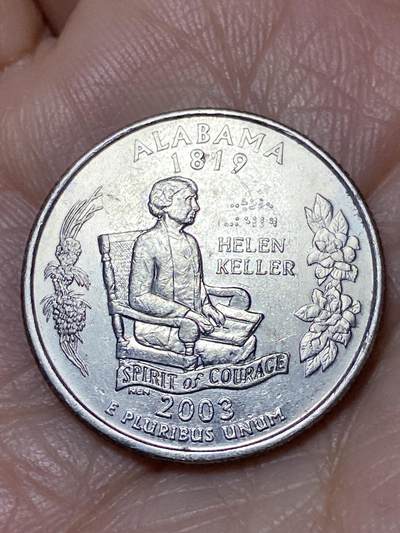 ALABAMA
1819
HELEN
KELLER
SPIRIT of COURAGE
2003
E PLURIBUS UNUM